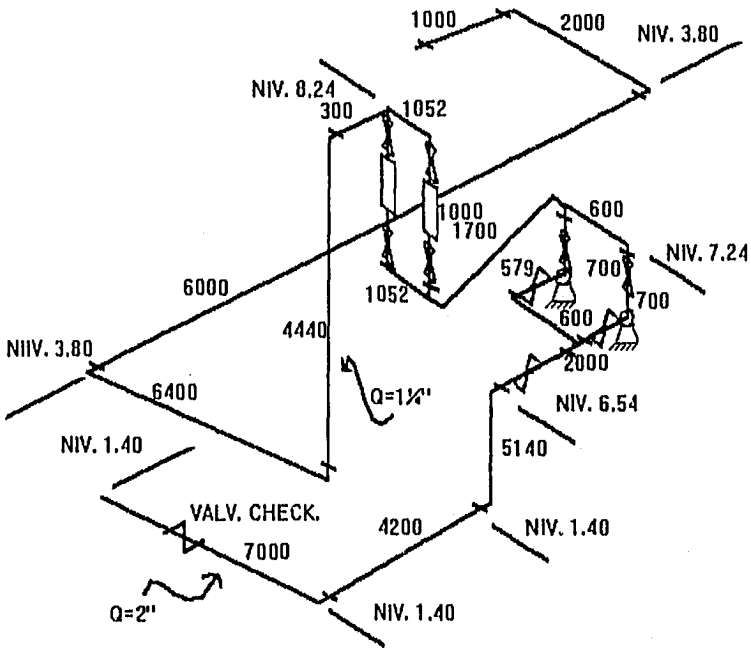 1000
2000
NIV. 3.80
NIV. 8,24
300
1052
1000
1700
600
NIV. 7.24
579
700
700
1052
6000
600
4440
2000
NIIV. 3.80
6400
Q=1¼"
NIV. 6.54
NIV. 1.40
5140
VALV. CHECK.
4200
7000
NIV. 1.40
Q=2"
NIV. 1.40